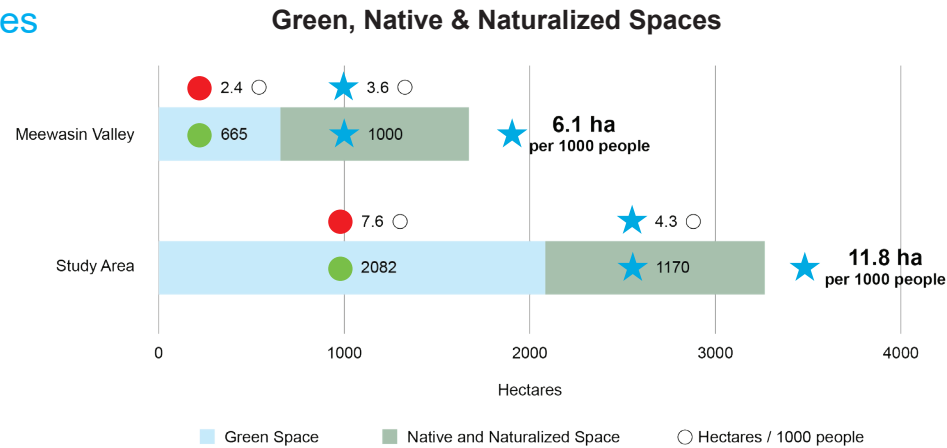 es
Green, Native & Naturalized Spaces
2.4 3.6
Meewasin Valley 665 1000 6.1 ha
per 1000 people
7.6 4.3
Study Area 2082 1170 11.8 ha
per 1000 people
0 1000 2000 3000 4000
Hectares
Green Space Native and Naturalized Space Hectares / 1000 people